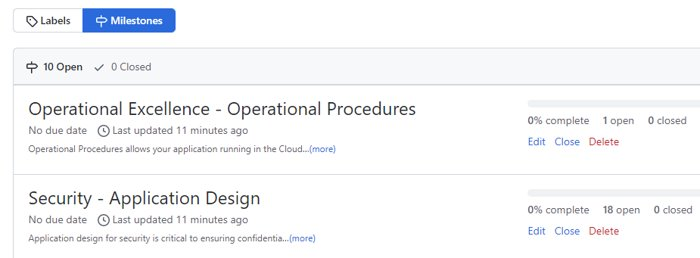 Labels Milestones
10 Open 0 Closed
Operational Excellence - Operational Procedures
No due date Last updated 11 minutes ago
Operational Procedures allows your application running in the Cloud...(more)
0% complete 1 open 0 closed
Edit Close Delete
Security - Application Design
No due date Last updated 11 minutes ago
Application design for security is critical to ensuring confidentia...(more)
0% complete 18 open 0 closed
Edit Close Delete